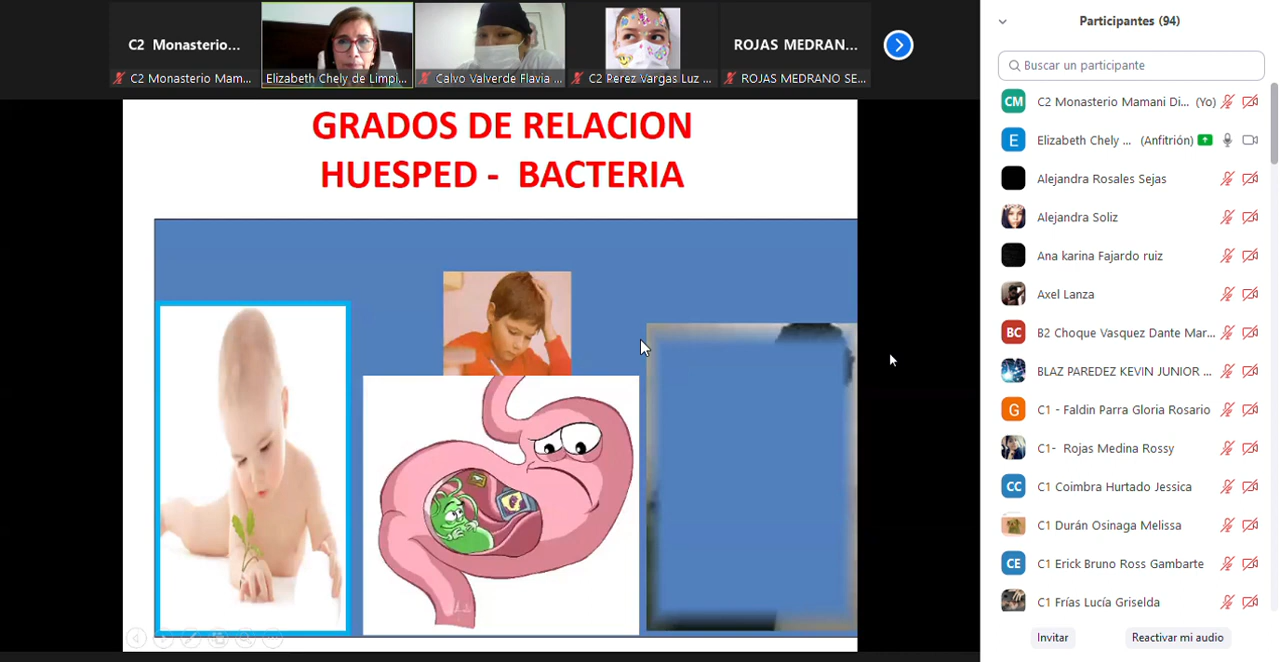 C2 Monasterio...
C2 Monasterio Mam...
Elizabeth Chely de Limpi...
Calvo Valverde Flavia ...
C2 Perez Vargas Luz ...
ROJAS MEDRAN...
ROJAS MEDRANO SE...
GRADOS DE RELACION
HUESPED - BACTERIA
Participantes (94)
Buscar un participante
CM C2 Monasterio Mamani Di... (Yo)
E Elizabeth Chely ... (Anfitrión)
Alejandra Rosales Sejas
Alejandra Soliz
Ana karina Fajardo ruiz
Axel Lanza
BC B2 Choque Vasquez Dante Mar...
BLAZ PAREDEZ KEVIN JUNIOR ...
G C1 - Faldin Parra Gloria Rosario
C1- Rojas Medina Rossy
CC C1 Coimbra Hurtado Jessica
C1 Durán Osinaga Melissa
CE C1 Erick Bruno Ross Gambarte
C1 Frías Lucía Griselda
Invitar
Reactivar mi audio